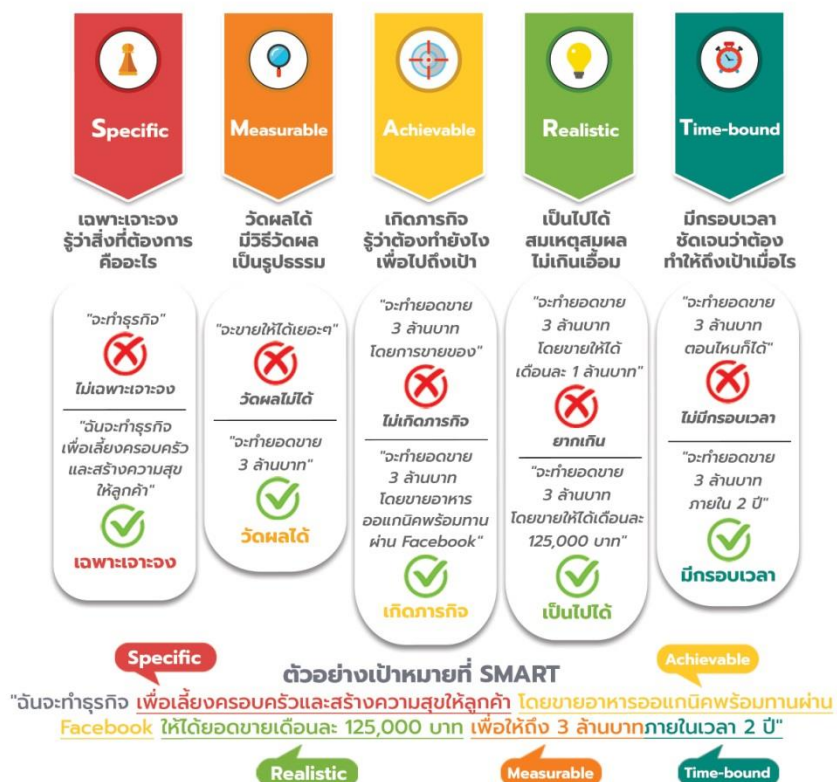 Specific
Measurable
Achievable
Realistic
Time-bound
เฉพาะเจาะจง
รู้ว่าสิ่งที่ต้องการ
คืออะไร
วัดผลได้
มีวิธีวัดผล
เป็นรูปธรรม
เกิดภารกิจ
รู้ว่าต้องทำยังไง
เพื่อไปถึงเป้า
เป็นไปได้
สมเหตุสมผล
ไม่เกินเอื้อม
มีกรอบเวลา
ชัดเจนว่าต้อง
ทำให้ถึงเป้าเมื่อไร
"จะทำธุรกิจ"
ไม่เฉพาะเจาะจง
"ฉันจะทำธุรกิจ
เพื่อเลี้ยงครอบครัว
และสร้างความสุข
ให้ลูกค้า"
เฉพาะเจาะจง
"จะขายให้ได้เยอะๆ"
วัดผลไม่ได้
"จะทำยอดขาย
3 ล้านบาท"
วัดผลได้
"จะทำยอดขาย
3 ล้านบาท
โดยการขายของ"
ไม่เกิดภารกิจ
"จะทำยอดขาย
3 ล้านบาท
โดยขายอาหาร
ออแกนิคพร้อมทาน
ผ่าน Facebook"
เกิดภารกิจ
"จะทำยอดขาย
3 ล้านบาท
โดยขายให้ได้
เดือนละ 1 ล้านบาท"
ยากเกิน
"จะทำยอดขาย
3 ล้านบาท
โดยขายให้ได้เดือนละ
125,000 บาท"
เป็นไปได้
"จะทำยอดขาย
3 ล้านบาท
ตอนไหนก็ได้"
ไม่มีกรอบเวลา
"จะทำยอดขาย
3 ล้านบาท
ภายใน 2 ปี"
มีกรอบเวลา
Specific
ตัวอย่างเป้าหมายที่ SMART
Achievable
"ฉันจะทำธุรกิจ เพื่อเลี้ยงครอบครัวและสร้างความสุขให้ลูกค้า โดยขายอาหารออแกนิคพร้อมทานผ่าน
Facebook ให้ได้ยอดขายเดือนละ 125,000 บาท เพื่อให้ถึง 3 ล้านบาทภายในเวลา 2 ปี"
Realistic
Measurable
Time-bound